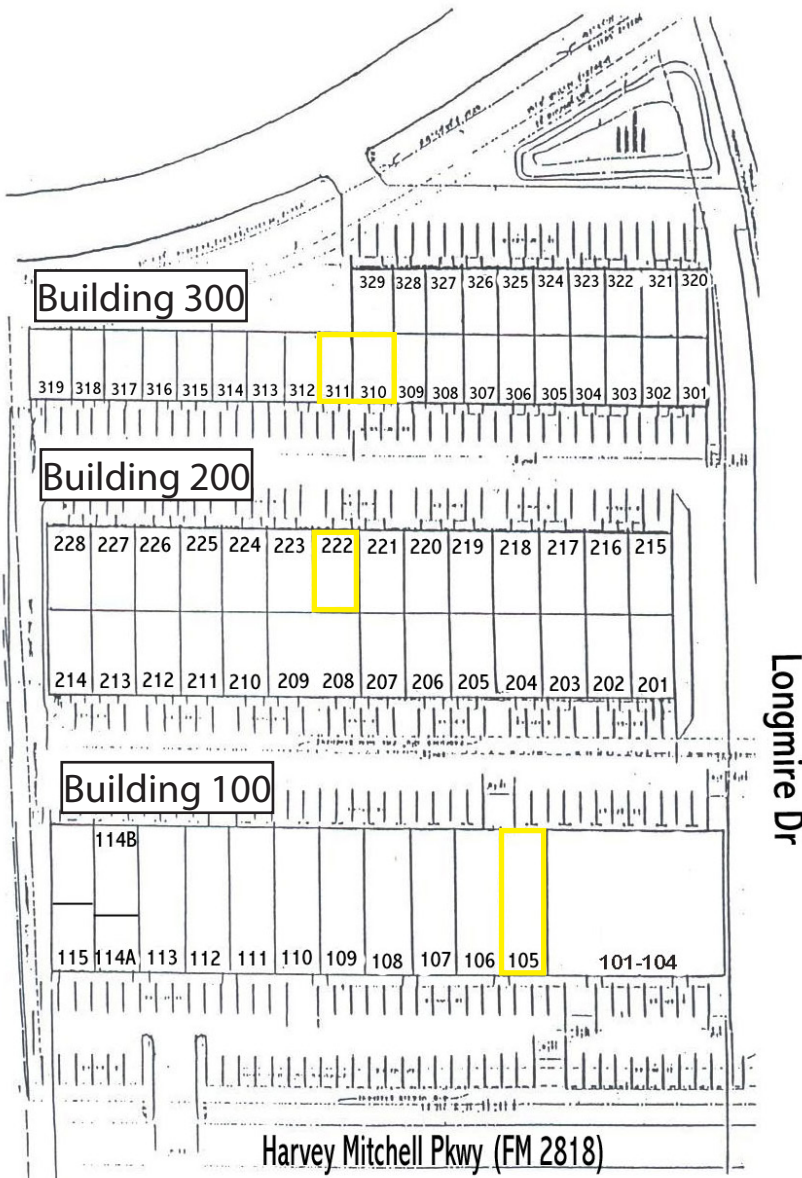 Building 300
329 328 327 326 325 324 323 322 321 320
319 318 317 316 315 314 313 312 311 310 309 308 307 306 305 304 303 302 301
Building 200
228 227 226 225 224 223 222 221 220 219 218 217 216 215
214 213 212 211 210 209 208 207 206 205 204 203 202 201
Longmire Dr
Building 100
114B
115 114A 113 112 111 110 109 108 107 106 105 101-104
Harvey Mitchell Pkwy (FM 2818)